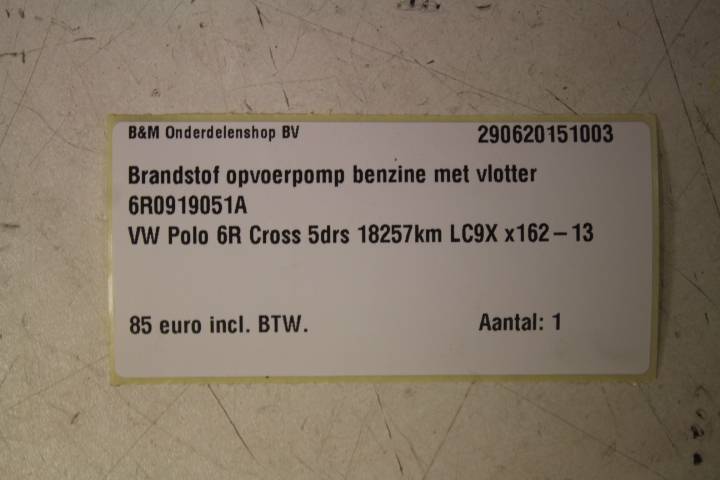 B&M Onderdelenshop BV 290620151003
Brandstof opvoerpomp benzine met vlotter
6R0919051A
VW Polo 6R Cross 5drs 18257km LC9X x162-13
85 euro incl. BTW. Aantal: 1